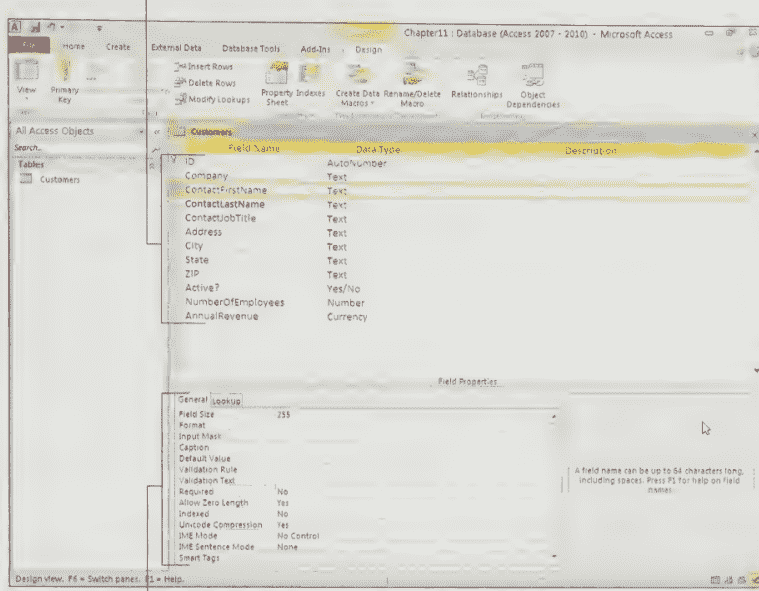 Chapter11 : Database (Access 2007 - 2010) - Microsoft Access
File Home Create External Data Database Tools Add-Ins Design
Insert Rows
Delete Rows
Modify Lookups
View
Primary
Key
Property
Sheet
Indexes
Create Data
Macros
Rename/Delete
Macro
Relationships
Object
Dependencies
All Access Objects
Search..
Tables
Customers
Customers
Field Name Data Type Description
ID AutoNumber
Company Text
ContactFirstName Text
ContactLastName Text
ContactJobTitle Text
Address Text
City Text
State Text
ZIP Text
Active? Yes/No
NumberOfEmployees Number
AnnualRevenue Currency
Field Properties
General Lookup
Field Size 255
Format
Input Mask
Caption
Default Value
Validation Rule
Validation Text
Required No
Allow Zero Length Yes
Indexed No
Unicode Compression Yes
IME Mode No Control
IME Sentence Mode None
Smart Tags
A field name can be up to 64 characters long,
including spaces. Press F1 for help on field
names.
Design view. F6 = Switch panes. F1 = Help.